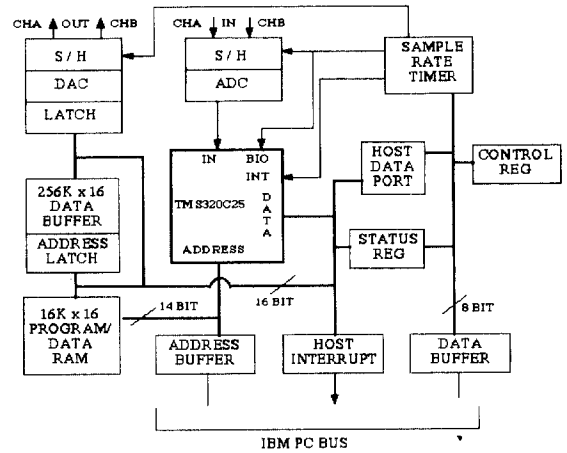 CHA OUT CHB
S / H
DAC
LATCH
CHA IN CHB
S / H
ADC
SAMPLE
RATE
TIMER
IN BIO
INT
TMS320C25
DATA
ADDRESS
HOST
DATA
PORT
CONTROL
REG
256K x 16
DATA
BUFFER
ADDRESS
LATCH
STATUS
REG
16K x 16
PROGRAM/
DATA
RAM
14 BIT
16 BIT
8 BIT
ADDRESS
BUFFER
HOST
INTERRUPT
DATA
BUFFER
IBM PC BUS